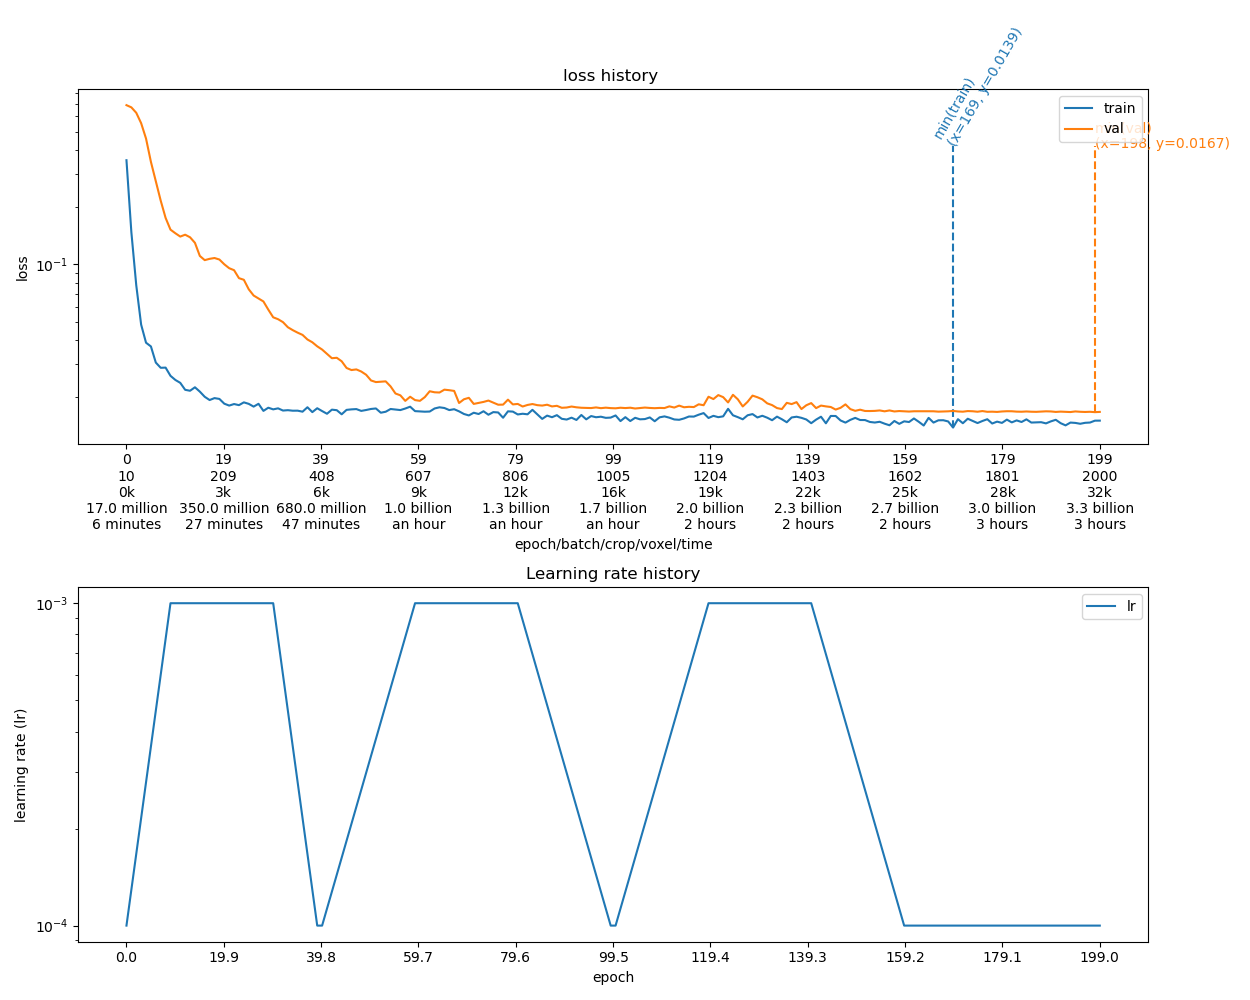 loss history
min(train)
(x=169, y=0.0139)
train
val
(x=198, y=0.0167)
loss
10⁻¹
0 19 39 59 79 99 119 139 159 179 199
10 209 408 607 806 1005 1204 1403 1602 1801 2000
0k 3k 6k 9k 12k 16k 19k 22k 25k 28k 32k
17.0 million 350.0 million 680.0 million 1.0 billion 1.3 billion 1.7 billion 2.0 billion 2.3 billion 2.7 billion 3.0 billion 3.3 billion
6 minutes 27 minutes 47 minutes an hour an hour an hour 2 hours 2 hours 2 hours 3 hours 3 hours
epoch/batch/crop/voxel/time
Learning rate history
lr
learning rate (lr)
10⁻³
10⁻⁴
0.0 19.9 39.8 59.7 79.6 99.5 119.4 139.3 159.2 179.1 199.0
epoch